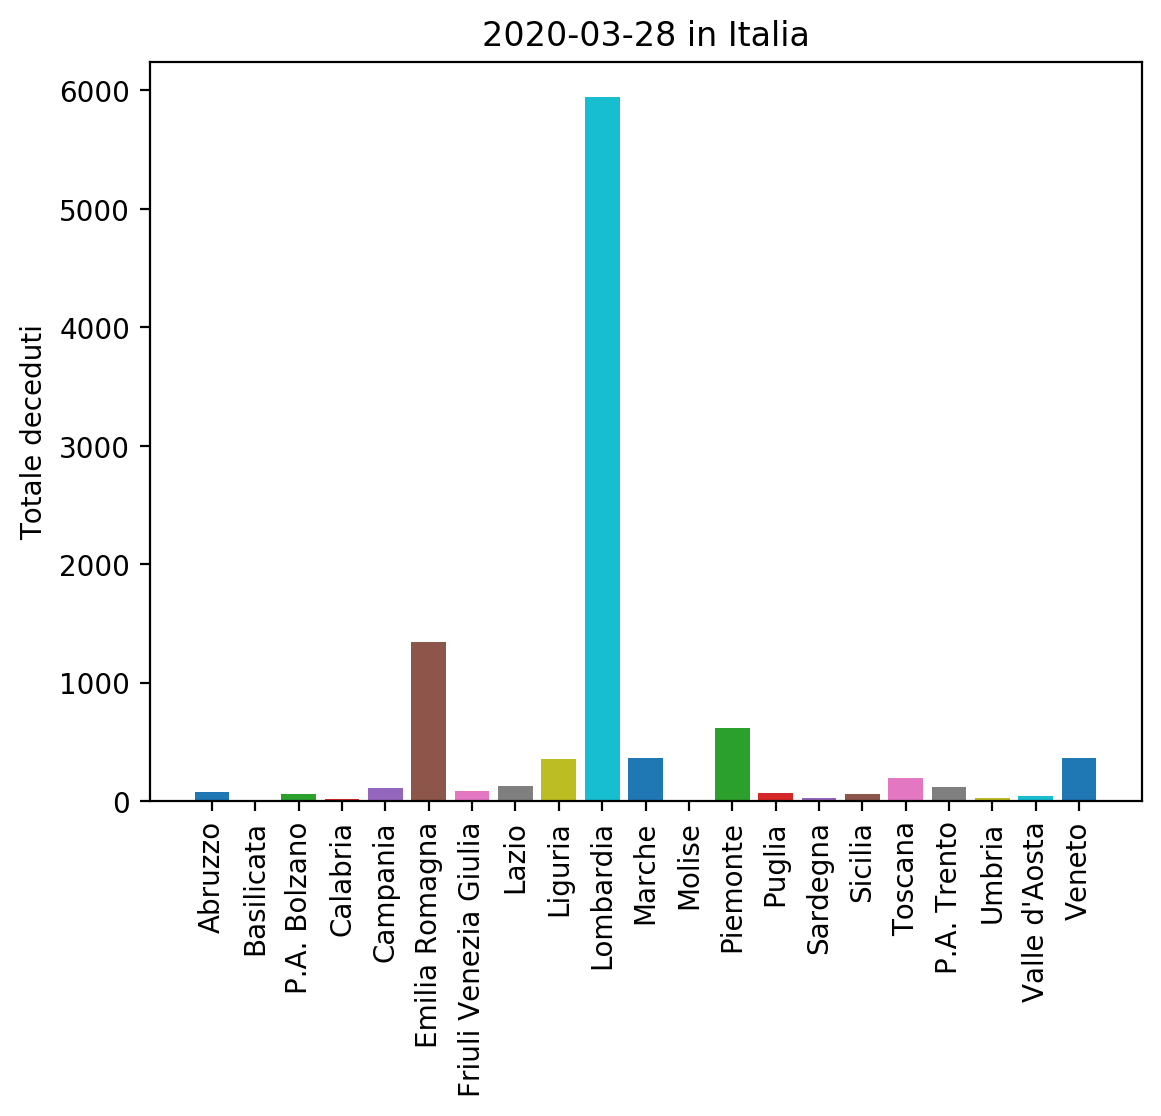 2020-03-28 in Italia
Totale deceduti
6000
5000
4000
3000
2000
1000
0
Abruzzo
Basilicata
P.A. Bolzano
Calabria
Campania
Emilia Romagna
Friuli Venezia Giulia
Lazio
Liguria
Lombardia
Marche
Molise
Piemonte
Puglia
Sardegna
Sicilia
Toscana
P.A. Trento
Umbria
Valle d'Aosta
Veneto